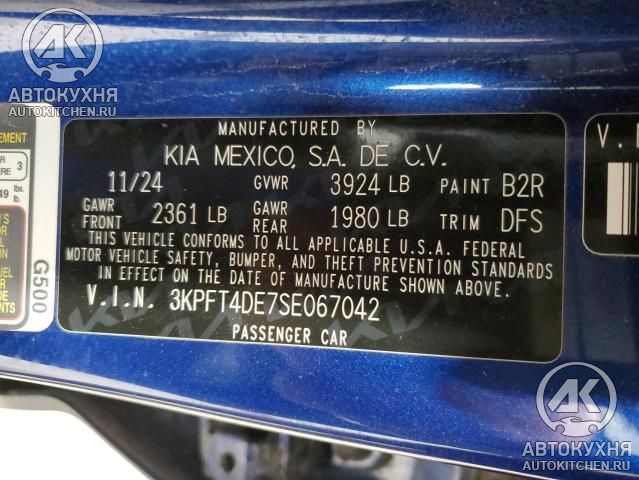 АВТОКУХНЯ
AUTOKITCHEN.RU
MANUFACTURED BY
KIA MEXICO, S.A. DE C.V.
11/24 GVWR 3924 LB PAINT B2R
GAWR FRONT 2361 LB GAWR REAR 1980 LB TRIM DFS
THIS VEHICLE CONFORMS TO ALL APPLICABLE U.S.A. FEDERAL
MOTOR VEHICLE SAFETY, BUMPER, AND THEFT PREVENTION STANDARDS
IN EFFECT ON THE DATE OF MANUFACTURE SHOWN ABOVE.
V.I.N. 3KPFT4DE7SE067042
PASSENGER CAR
G500
АВТОКУХНЯ
AUTOKITCHEN.RU